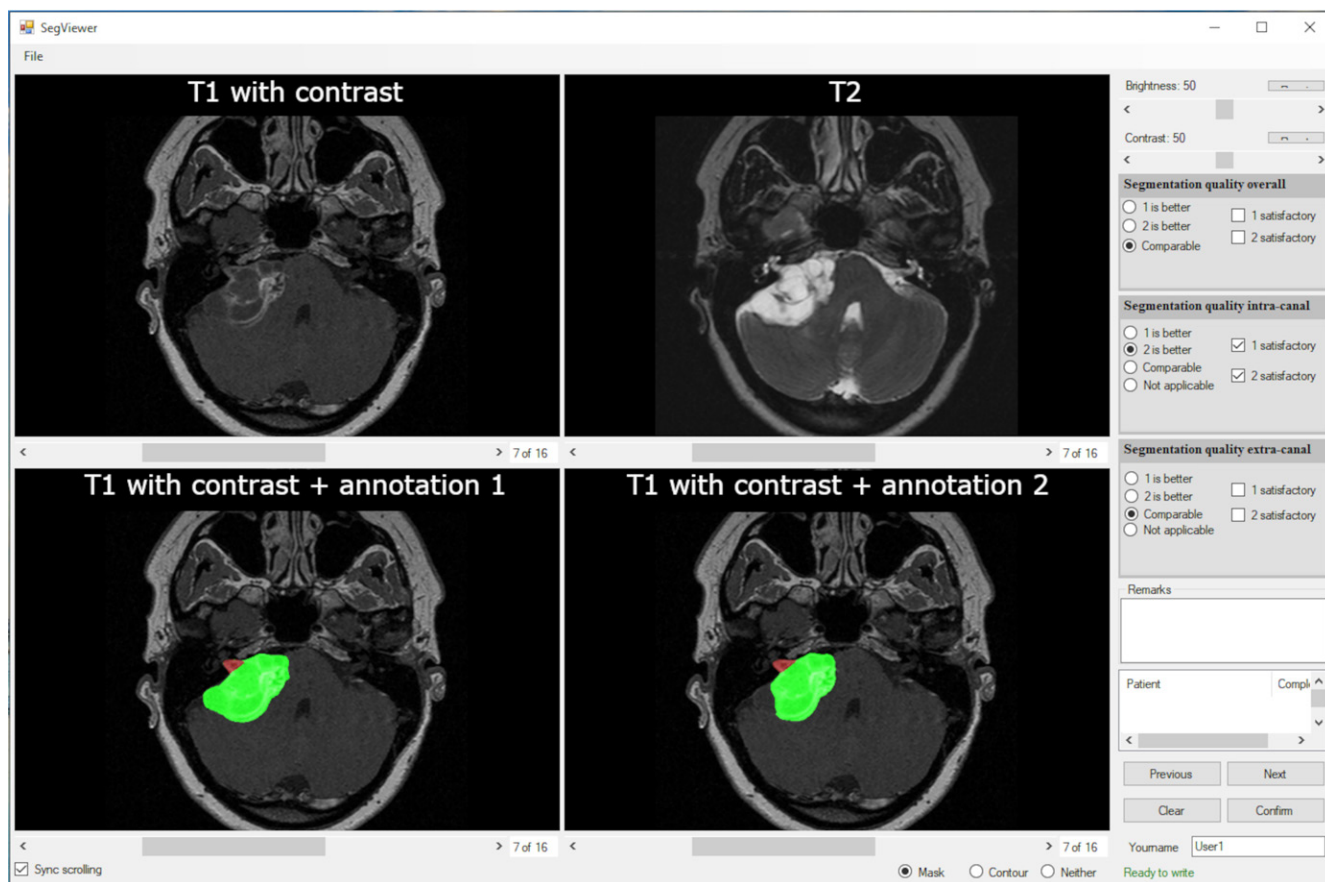 SegViewer
File
T1 with contrast
T2
7 of 16
7 of 16
T1 with contrast + annotation 1
T1 with contrast + annotation 2
7 of 16
7 of 16
Sync scrolling
Mask
Contour
Neither
Brightness: 50
Contrast: 50
Segmentation quality overall
1 is better
2 is better
Comparable
1 satisfactory
2 satisfactory
Segmentation quality intra-canal
1 is better
2 is better
Comparable
Not applicable
1 satisfactory
2 satisfactory
Segmentation quality extra-canal
1 is better
2 is better
Comparable
Not applicable
1 satisfactory
2 satisfactory
Remarks
Patient
Previous
Next
Clear
Confirm
Yourname
User1
Ready to write